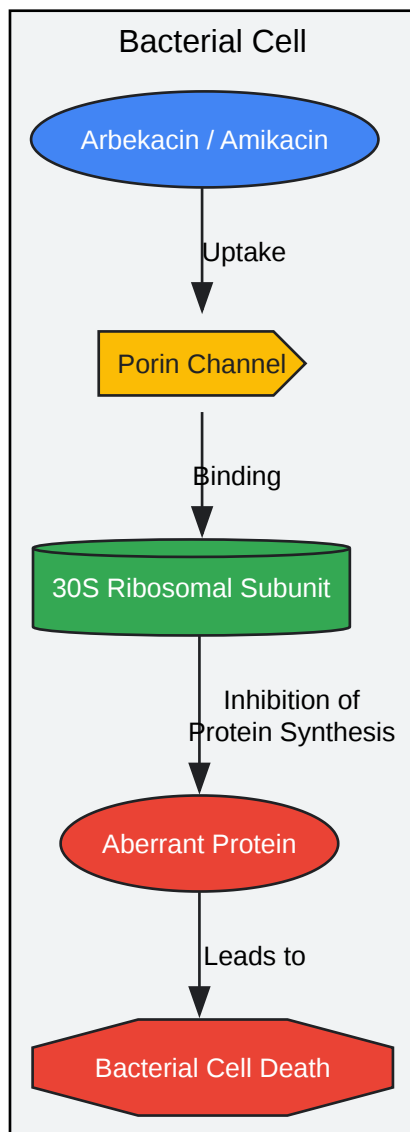 Bacterial Cell
Arbekacin / Amikacin
Uptake
Porin Channel
Binding
30S Ribosomal Subunit
Inhibition of
Protein Synthesis
Aberrant Protein
Leads to
Bacterial Cell Death